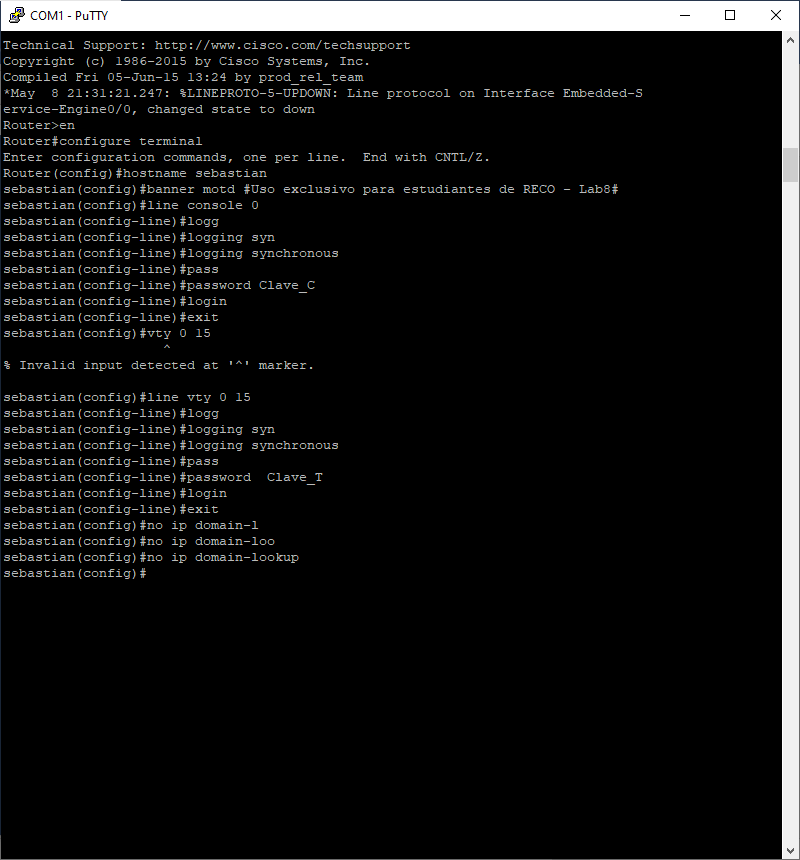 COM1 - PuTTY
Technical Support: http://www.cisco.com/techsupport
Copyright (c) 1986-2015 by Cisco Systems, Inc.
Compiled Fri 05-Jun-15 13:24 by prod_rel_team
*May  8 21:31:21.247: %LINEPROTO-5-UPDOWN: Line protocol on Interface Embedded-S
ervice-Engine0/0, changed state to down
Router>en
Router#configure terminal
Enter configuration commands, one per line.  End with CNTL/Z.
Router(config)#hostname sebastian
sebastian(config)#banner motd #Uso exclusivo para estudiantes de RECO - Lab8#
sebastian(config)#line console 0
sebastian(config-line)#logg
sebastian(config-line)#logging syn
sebastian(config-line)#logging synchronous
sebastian(config-line)#pass
sebastian(config-line)#password Clave_C
sebastian(config-line)#login
sebastian(config-line)#exit
sebastian(config)#vty 0 15
                    ^
% Invalid input detected at '^' marker.

sebastian(config)#line vty 0 15
sebastian(config-line)#logg
sebastian(config-line)#logging syn
sebastian(config-line)#logging synchronous
sebastian(config-line)#pass
sebastian(config-line)#password  Clave_T
sebastian(config-line)#login
sebastian(config-line)#exit
sebastian(config)#no ip domain-l
sebastian(config)#no ip domain-loo
sebastian(config)#no ip domain-lookup
sebastian(config)#